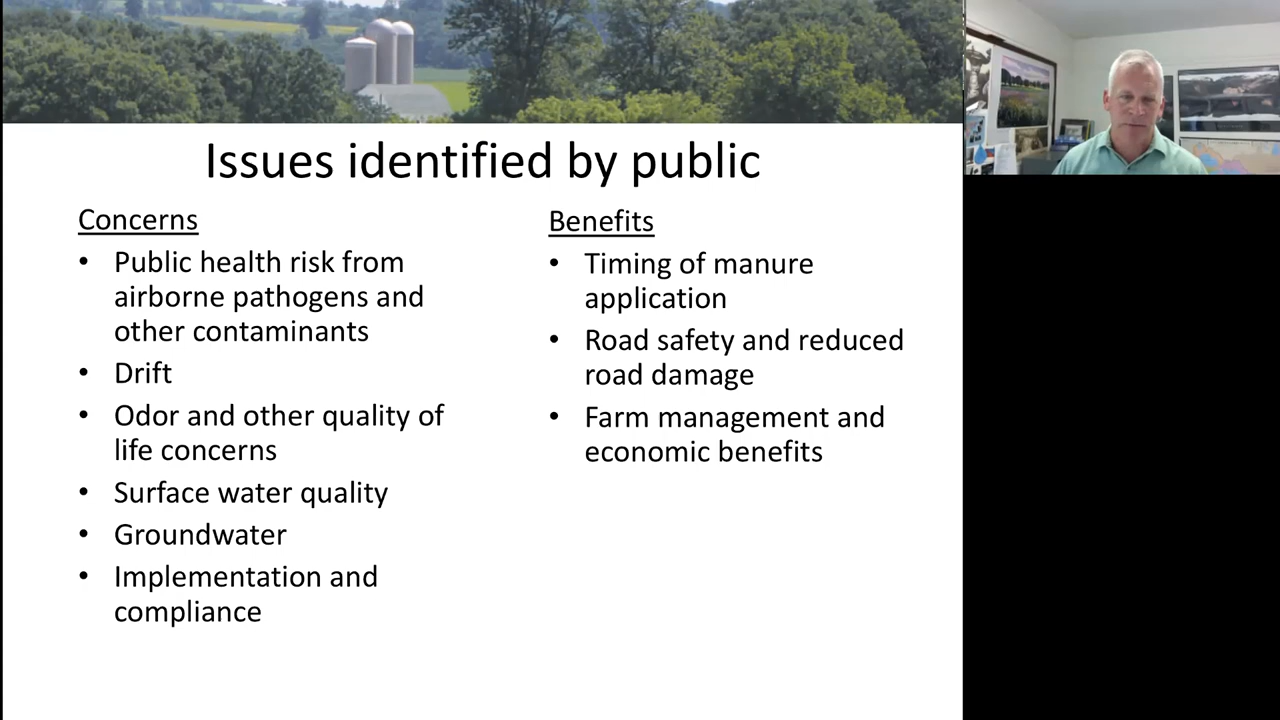 Issues identified by public
Concerns
• Public health risk from
airborne pathogens and
other contaminants
• Drift
• Odor and other quality of
life concerns
• Surface water quality
• Groundwater
• Implementation and
compliance
Benefits
• Timing of manure
application
• Road safety and reduced
road damage
• Farm management and
economic benefits